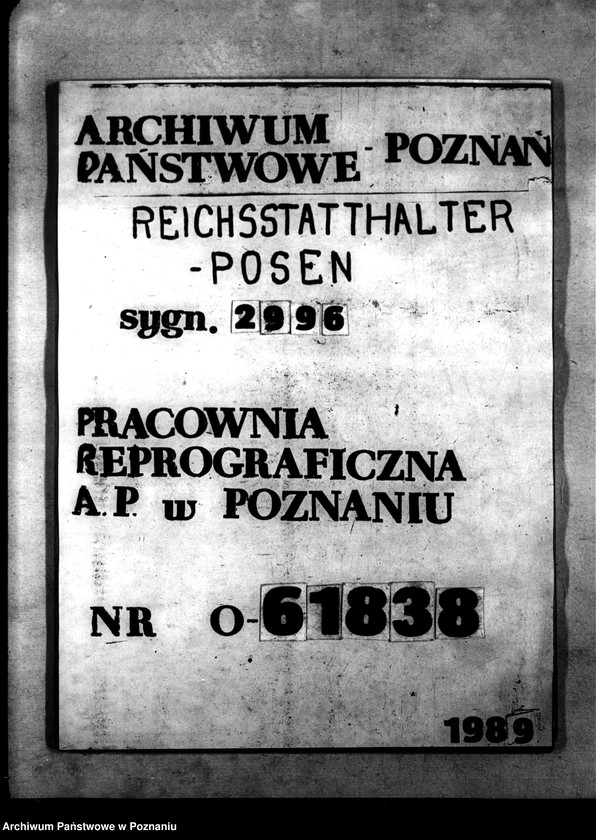 ARCHIWUM
PAŃSTWOWE - POZNAŃ
REICHSSTATTHALTER
-POSEN
sygn. 2996
PRACOWNIA
REPROGRAFICZNA
A.P. w POZNANIU
NR O-61838
1989
Archiwum Państwowe w Poznaniu